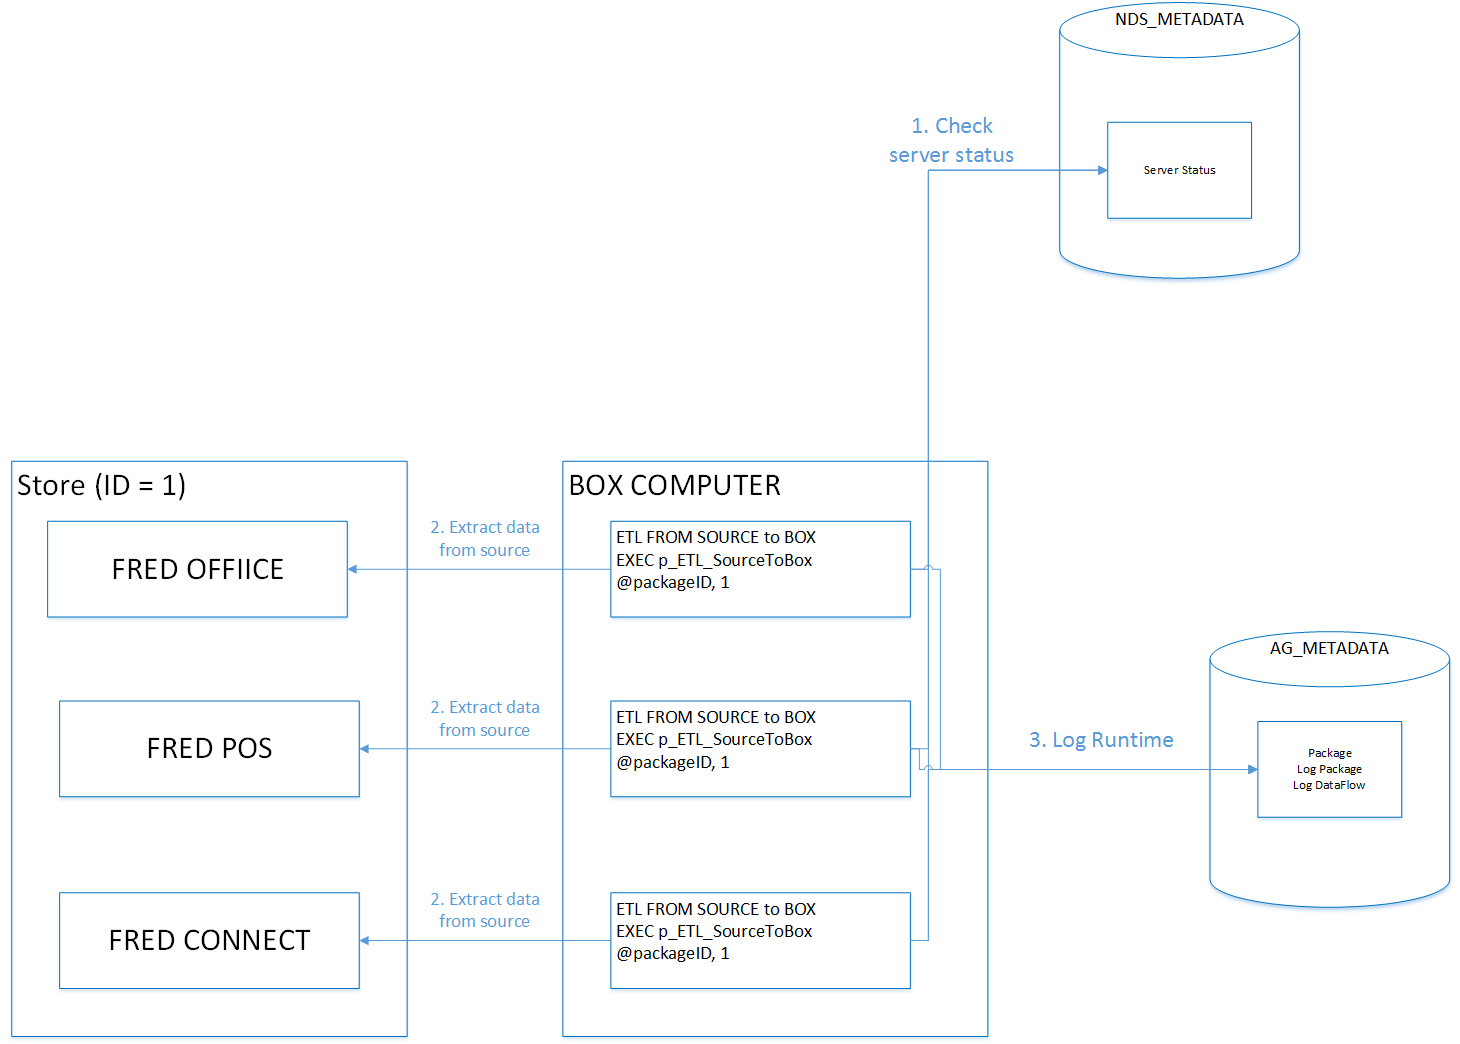 NDS_METADATA
1. Check
server status
Server Status
Store (ID = 1)
BOX COMPUTER
FRED OFFIICE
2. Extract data
from source
ETL FROM SOURCE to BOX
EXEC p_ETL_SourceToBox
@packageID, 1
AG_METADATA
FRED POS
2. Extract data
from source
ETL FROM SOURCE to BOX
EXEC p_ETL_SourceToBox
@packageID, 1
3. Log Runtime
Package
Log Package
Log DataFlow
FRED CONNECT
2. Extract data
from source
ETL FROM SOURCE to BOX
EXEC p_ETL_SourceToBox
@packageID, 1